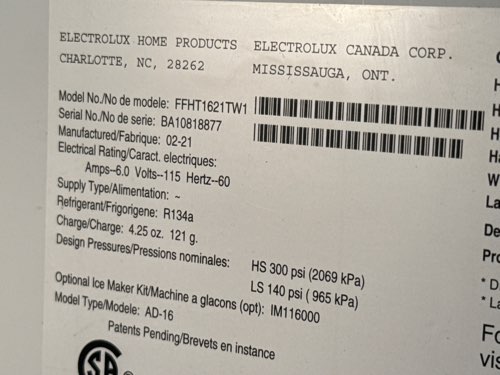 ELECTROLUX HOME PRODUCTS ELECTROLUX CANADA CORP.
CHARLOTTE, NC, 28262 MISSISSAUGA, ONT.
Model No./No de modele: FFHT1621TW1
Serial No./No de serie: BA10818877
Manufactured/Fabrique: 02-21
Electrical Rating/Caract. electriques:
Amps--6.0 Volts--115 Hertz--60
Supply Type/Alimentation: ~
Refrigerant/Frigorigene: R134a
Charge/Charge: 4.25 oz. 121 g.
Design Pressures/Pressions nominales: HS 300 psi (2069 kPa)
LS 140 psi ( 965 kPa)
Optional Ice Maker Kit/Machine a glacons (opt): IM116000
Model Type/Modele: AD-16
Patents Pending/Brevets en instance